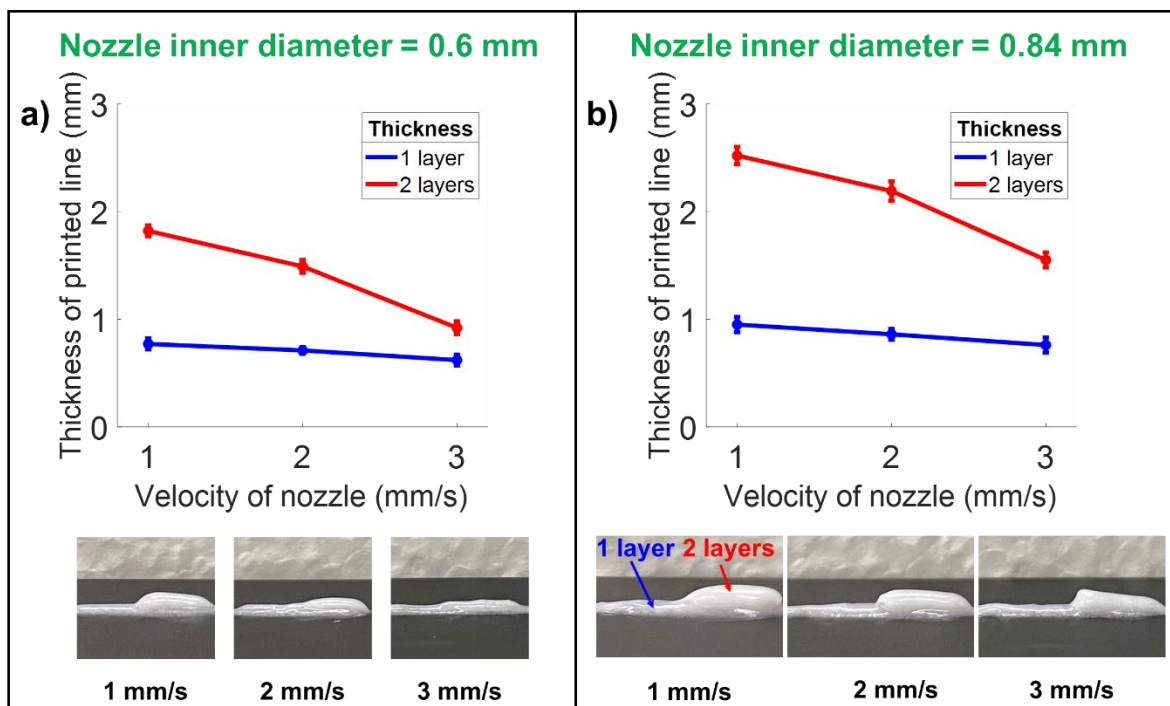 Nozzle inner diameter = 0.6 mm
a)
Thickness of printed line (mm)
3
2
1
0
Thickness
1 layer
2 layers
1 2 3
Velocity of nozzle (mm/s)
1 mm/s 2 mm/s 3 mm/s
Nozzle inner diameter = 0.84 mm
b)
Thickness of printed line (mm)
3
2
1
0
Thickness
1 layer
2 layers
1 2 3
Velocity of nozzle (mm/s)
1 layer 2 layers
1 mm/s 2 mm/s 3 mm/s